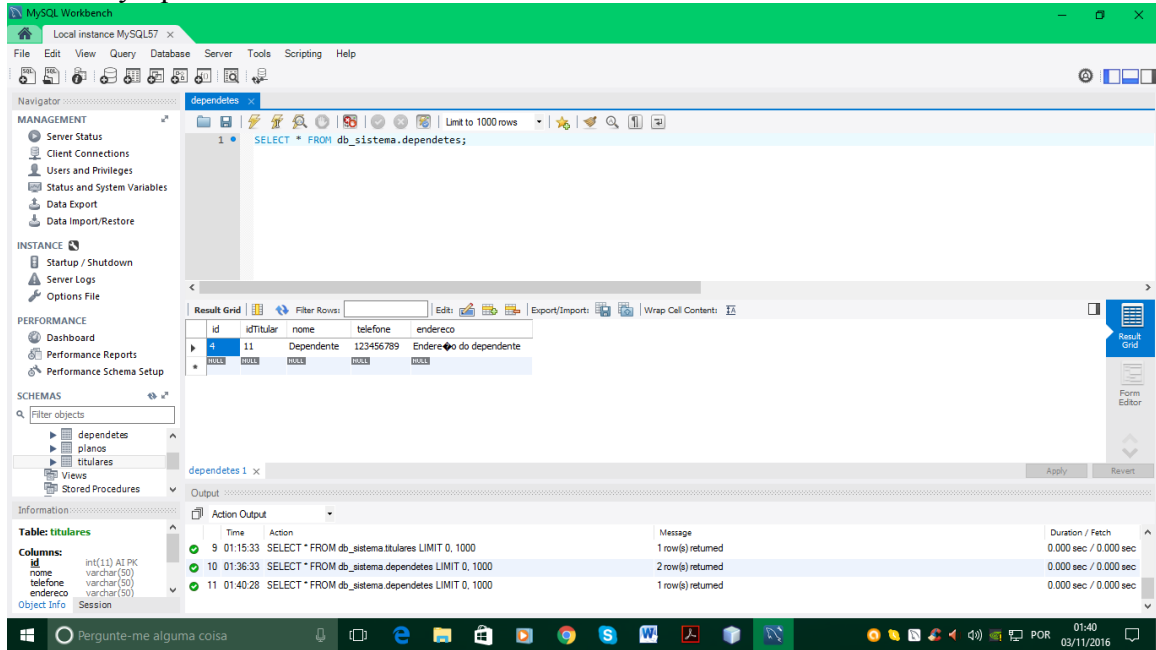 MySQL Workbench
Local instance MySQL57
File Edit View Query Database Server Tools Scripting Help
Navigator
MANAGEMENT
Server Status
Client Connections
Users and Privileges
Status and System Variables
Data Export
Data Import/Restore
INSTANCE
Startup / Shutdown
Server Logs
Options File
PERFORMANCE
Dashboard
Performance Reports
Performance Schema Setup
SCHEMAS
Filter objects
dependetes
planos
titulares
Views
Stored Procedures
Information
Table: titulares
Columns:
id int(11) AI PK
nome varchar(50)
telefone varchar(50)
endereco varchar(50)
Object Info Session
dependetes
Limit to 1000 rows
1 SELECT * FROM db_sistema.dependetes;
Result Grid Filter Rows: Edit: Export/Import: Wrap Cell Content:
id idTitular nome telefone endereco
4 11 Dependente 123456789 Endere�o do dependente
NULL NULL NULL NULL NULL
Result Grid
Form Editor
dependetes 1
Apply Revert
Output
Action Output
Time Action Message Duration / Fetch
9 01:15:33 SELECT * FROM db_sistema.titulares LIMIT 0, 1000 1 row(s) returned 0.000 sec / 0.000 sec
10 01:36:33 SELECT * FROM db_sistema.dependetes LIMIT 0, 1000 2 row(s) returned 0.000 sec / 0.000 sec
11 01:40:28 SELECT * FROM db_sistema.dependetes LIMIT 0, 1000 1 row(s) returned 0.000 sec / 0.000 sec
Pergunte-me alguma coisa
POR
01:40
03/11/2016